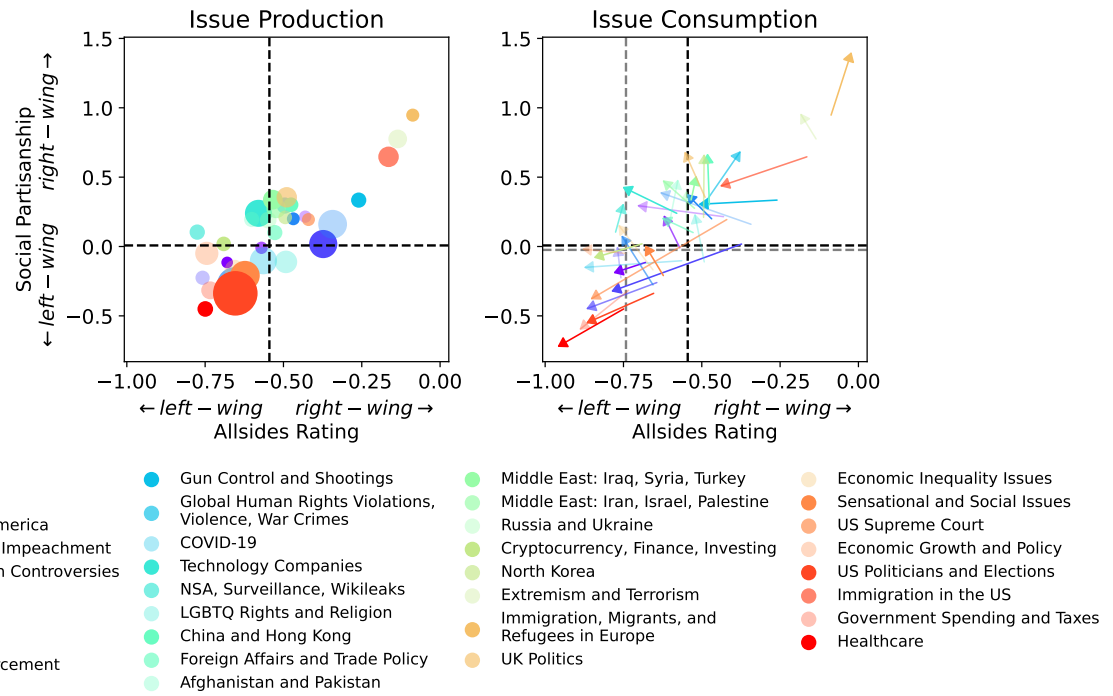 Issue Production
Issue Consumption
Social Partisanship
← left − wing right − wing →
1.5
1.0
0.5
0.0
−0.5
−1.00 −0.75 −0.50 −0.25 0.00
← left − wing right − wing →
Allsides Rating
1.5
1.0
0.5
0.0
−0.5
−1.00 −0.75 −0.50 −0.25 0.00
← left − wing right − wing →
Allsides Rating
merica
Impeachment
n Controversies
rcement
Gun Control and Shootings
Global Human Rights Violations,
Violence, War Crimes
COVID-19
Technology Companies
NSA, Surveillance, Wikileaks
LGBTQ Rights and Religion
China and Hong Kong
Foreign Affairs and Trade Policy
Afghanistan and Pakistan
Middle East: Iraq, Syria, Turkey
Middle East: Iran, Israel, Palestine
Russia and Ukraine
Cryptocurrency, Finance, Investing
North Korea
Extremism and Terrorism
Immigration, Migrants, and
Refugees in Europe
UK Politics
Economic Inequality Issues
Sensational and Social Issues
US Supreme Court
Economic Growth and Policy
US Politicians and Elections
Immigration in the US
Government Spending and Taxes
Healthcare